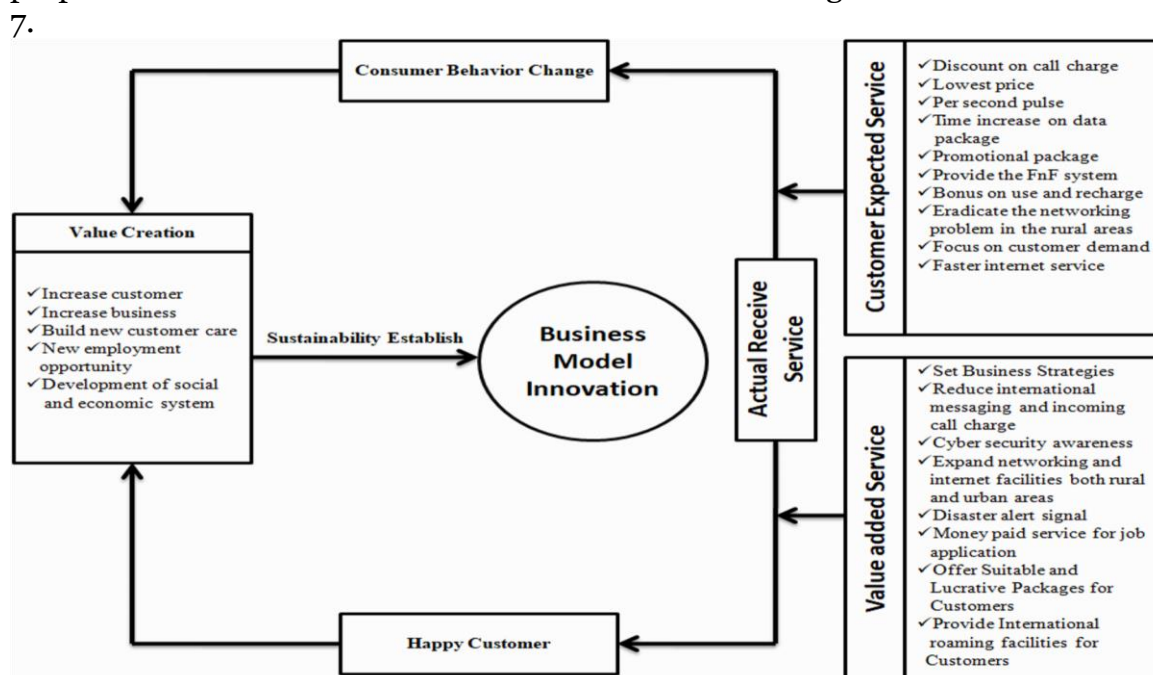 7.
Consumer Behavior Change
Customer Expected Service
✓Discount on call charge
✓Lowest price
✓Per second pulse
✓Time increase on data
package
✓Promotional package
✓Provide the FnF system
✓Bonus on use and recharge
✓Eradicate the networking
problem in the rural areas
✓Focus on customer demand
✓Faster internet service
Value Creation
✓Increase customer
✓Increase business
✓Build new customer care
✓New employment
opportunity
✓Development of social
and economic system
Sustainability Establish
Business
Model
Innovation
Actual Receive
Service
Value added Service
✓Set Business Strategies
✓Reduce international
messaging and incoming
call charge
✓Cyber security awareness
✓Expand networking and
internet facilities both rural
and urban areas
✓Disaster alert signal
✓Money paid service for job
application
✓Offer Suitable and
Lucrative Packages for
Customers
✓Provide International
roaming facilities for
Customers
Happy Customer